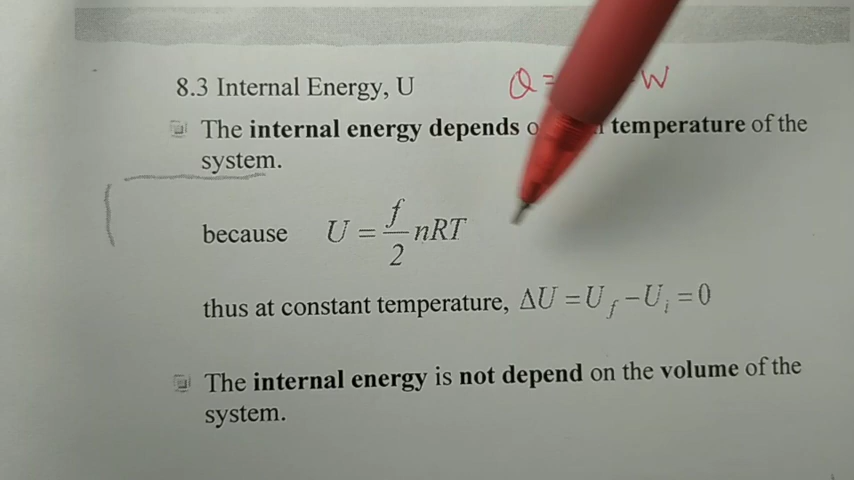 8.3 Internal Energy, U Q = W
The internal energy depends temperature of the
system.
because U = f/2 nRT
thus at constant temperature, ΔU = U_f − U_i = 0
The internal energy is not depend on the volume of the
system.